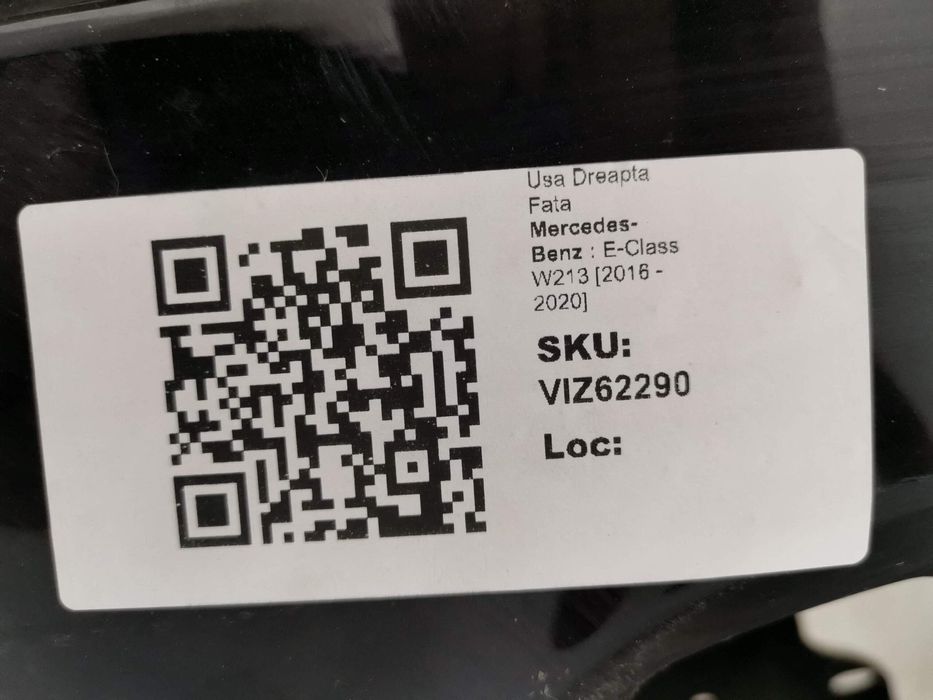 Usa Dreapta
Fata
Mercedes-
Benz : E-Class
W213 [2016 -
2020]
SKU:
VIZ62290
Loc: